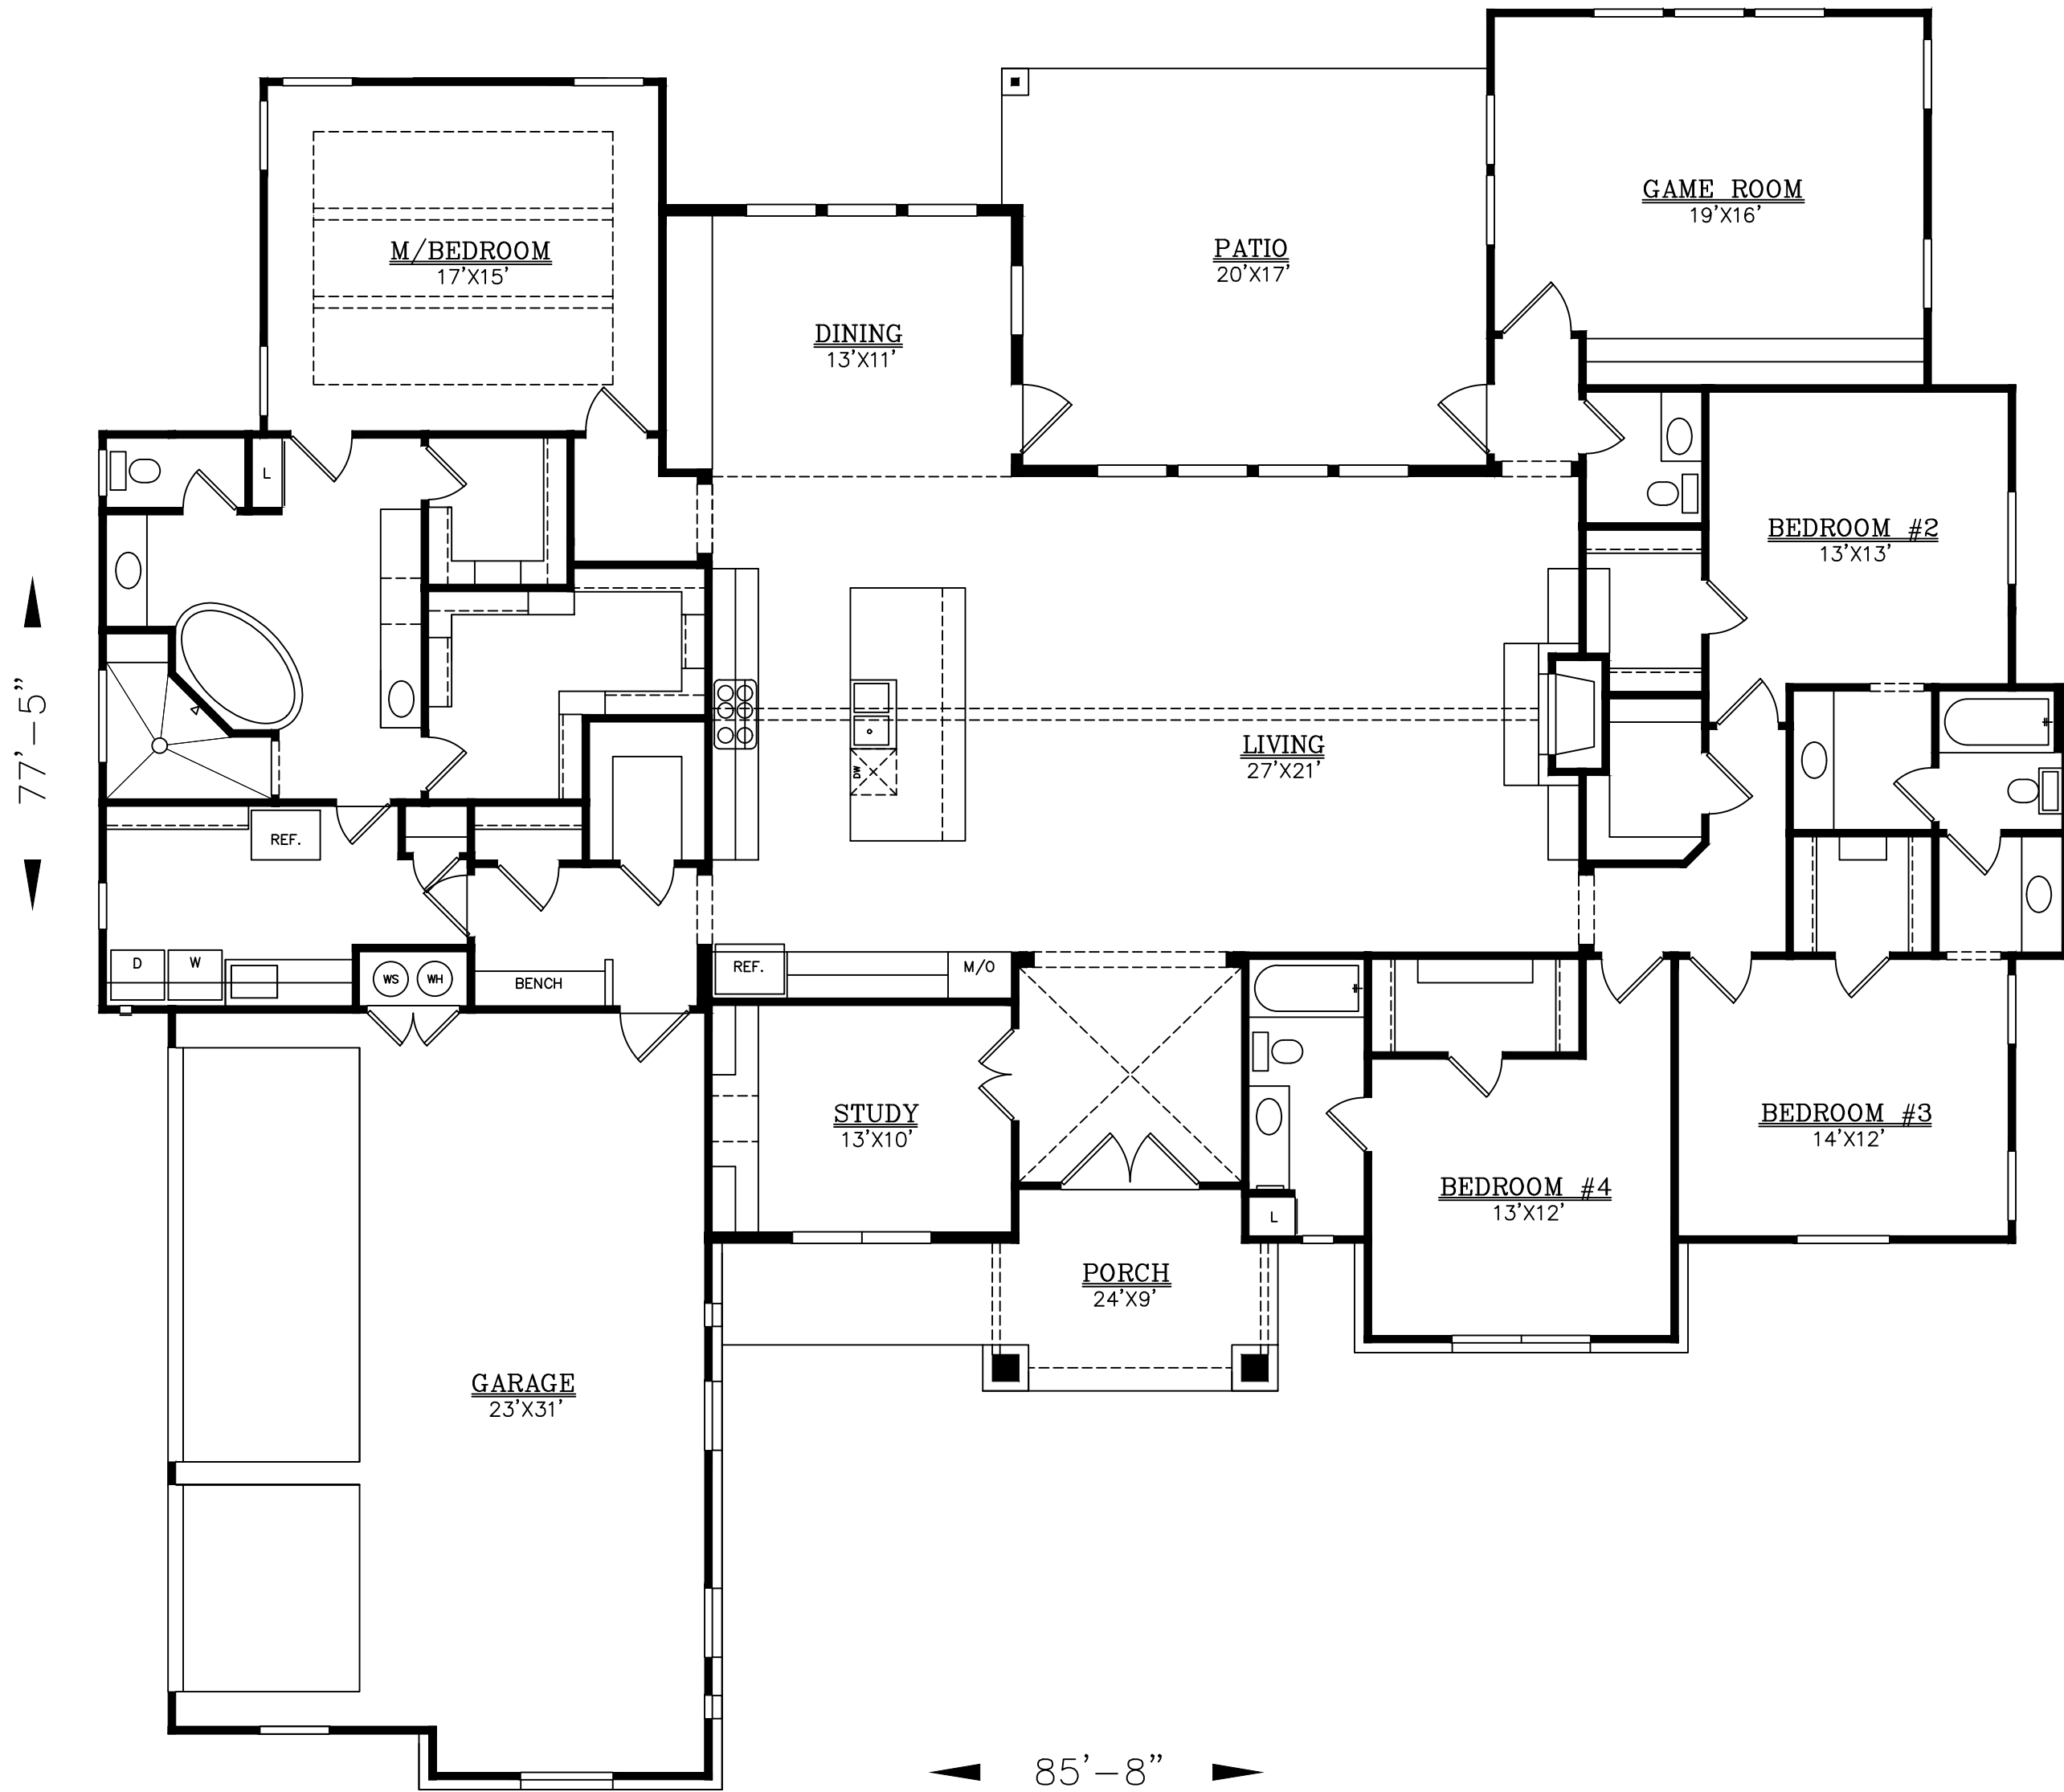 GAME ROOM
19'X16'
M/BEDROOM
17'X15'
PATIO
20'X17'
DINING
13'X11'
L
BEDROOM #2
13'X13'
77'-5"
LIVING
27'X21'
DW
REF.
D
W
WS
WH
BENCH
REF.
M/O
STUDY
13'X10'
BEDROOM #3
14'X12'
BEDROOM #4
13'X12'
L
PORCH
24'X9'
GARAGE
23'X31'
85'-8"